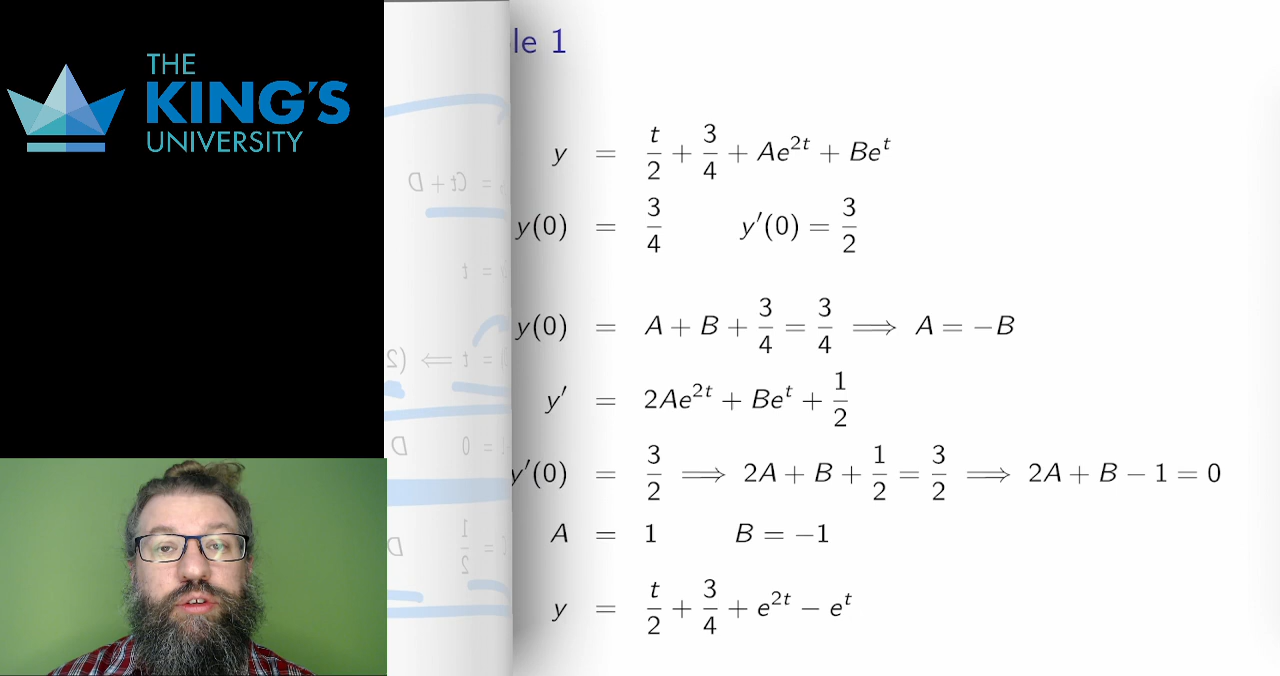 THE
KING'S
UNIVERSITY
le 1
y = t/2 + 3/4 + Ae^{2t} + Be^t
y(0) = 3/4 y′(0) = 3/2
y(0) = A + B + 3/4 = 3/4 ⟹ A = −B
y′ = 2Ae^{2t} + Be^t + 1/2
y′(0) = 3/2 ⟹ 2A + B + 1/2 = 3/2 ⟹ 2A + B − 1 = 0
A = 1 B = −1
y = t/2 + 3/4 + e^{2t} − e^t